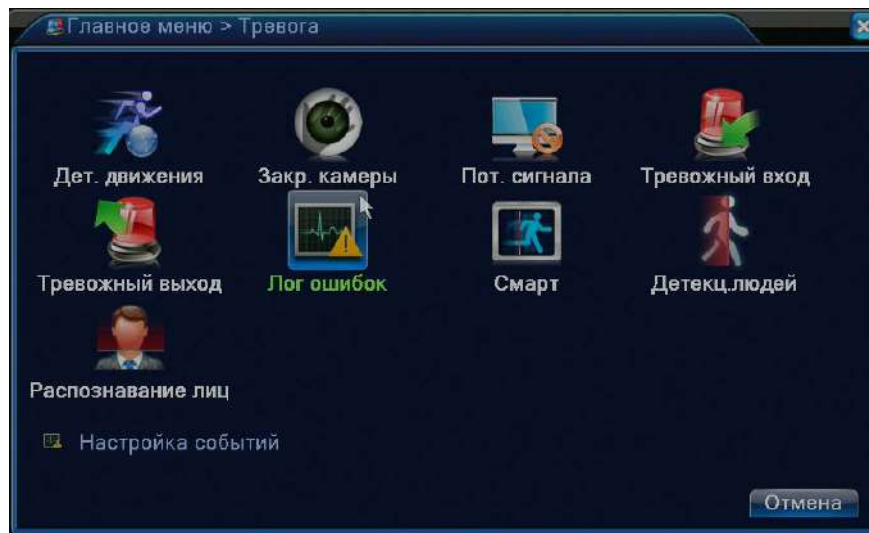 Главное меню > Тревога
Дет. движения
Закр. камеры
Пот. сигнала
Тревожный вход
Тревожный выход
Лог ошибок
Смарт
Детекц.людей
Распознавание лиц
Настройка событий
Отмена